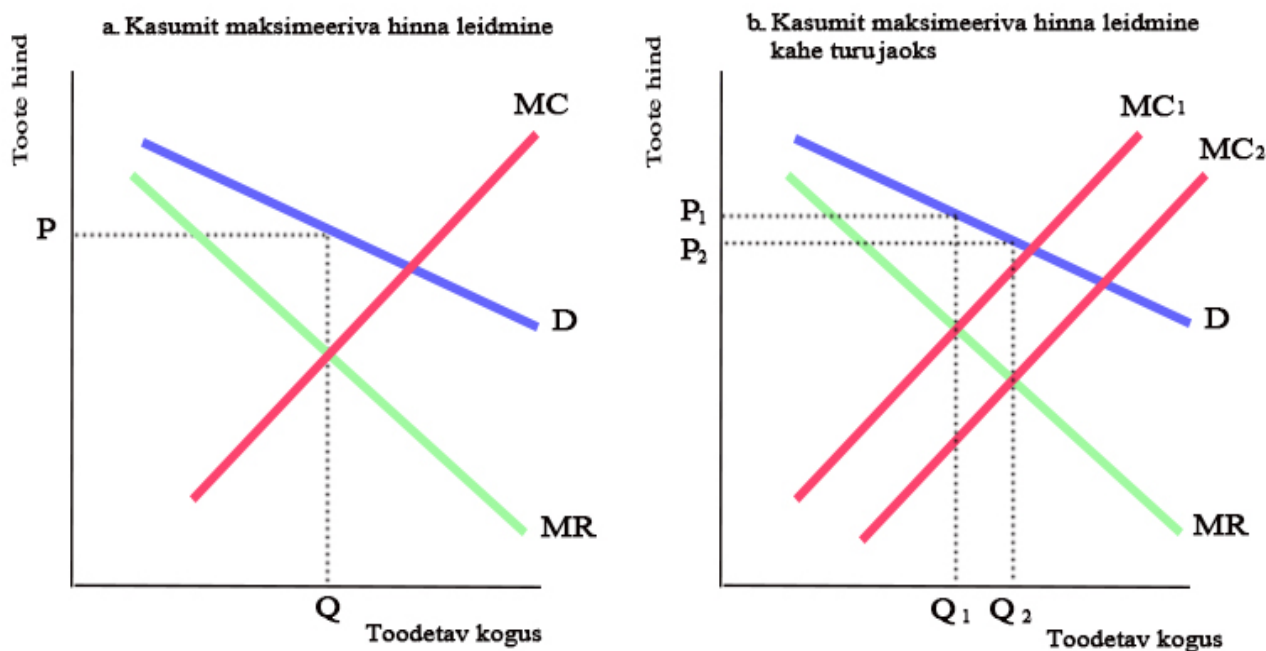 a. Kasumit maksimeeriva hinna leidmine
Toote hind
MC
P
D
MR
Q
Toodetav kogus
b. Kasumit maksimeeriva hinna leidmine
kahe turu jaoks
Toote hind
MC1
MC2
P1
P2
D
MR
Q1
Q2
Toodetav kogus